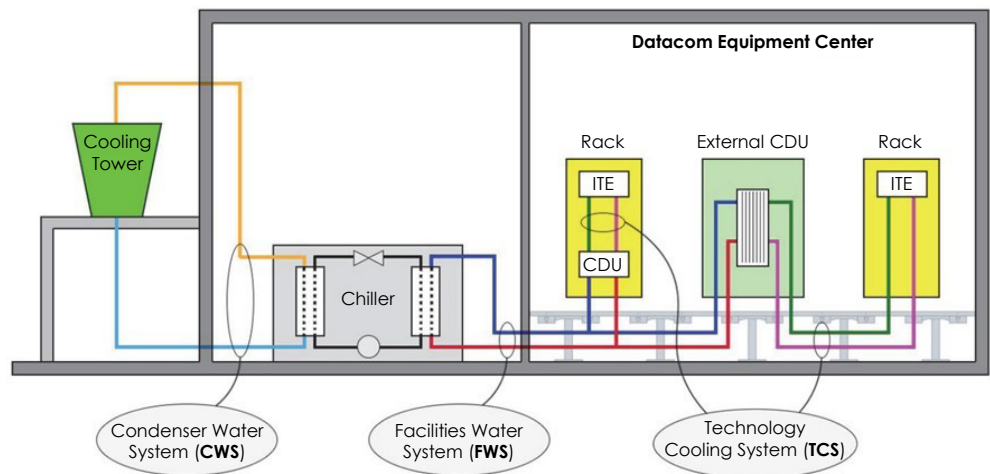 Datacom Equipment Center
Cooling
Tower
Rack
External CDU
Rack
ITE
ITE
CDU
Chiller
Condenser Water
System (CWS)
Facilities Water
System (FWS)
Technology
Cooling System (TCS)